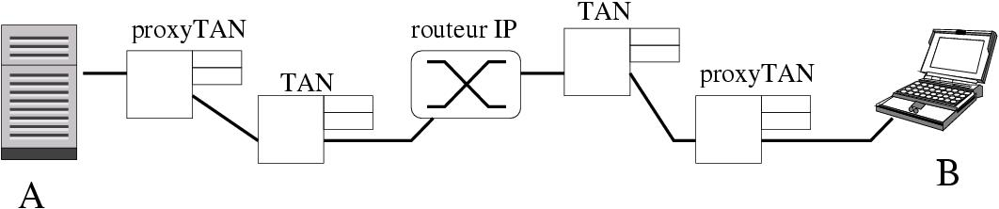 proxyTAN
TAN
routeur IP
TAN
proxyTAN
A
B